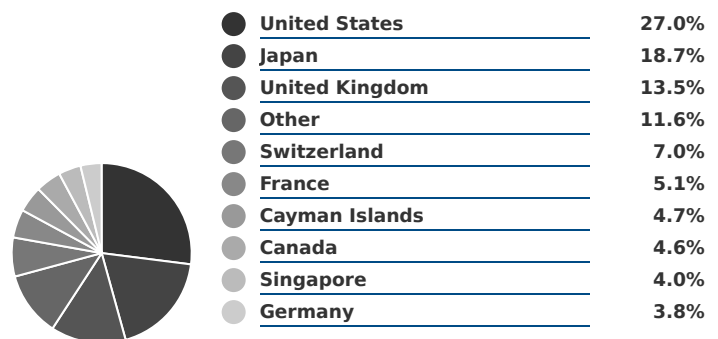 United States 27.0%
Japan 18.7%
United Kingdom 13.5%
Other 11.6%
Switzerland 7.0%
France 5.1%
Cayman Islands 4.7%
Canada 4.6%
Singapore 4.0%
Germany 3.8%